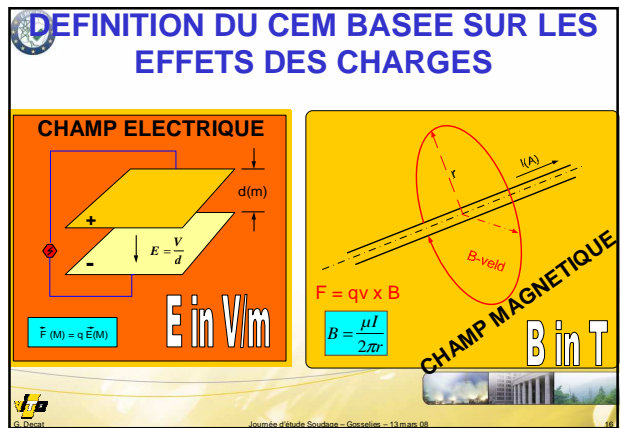 DEFINITION DU CEM BASEE SUR LES
EFFETS DES CHARGES
CHAMP ELECTRIQUE
d(m)
+
E = V/d
-
F (M) = q E(M)
E in V/m
r
I(A)
B-veld
F = qv x B
B = μI/2πr
CHAMP MAGNETIQUE
B in T
G. Decat
Journée d'étude Soudage – Gosselies – 13 mars 08
16